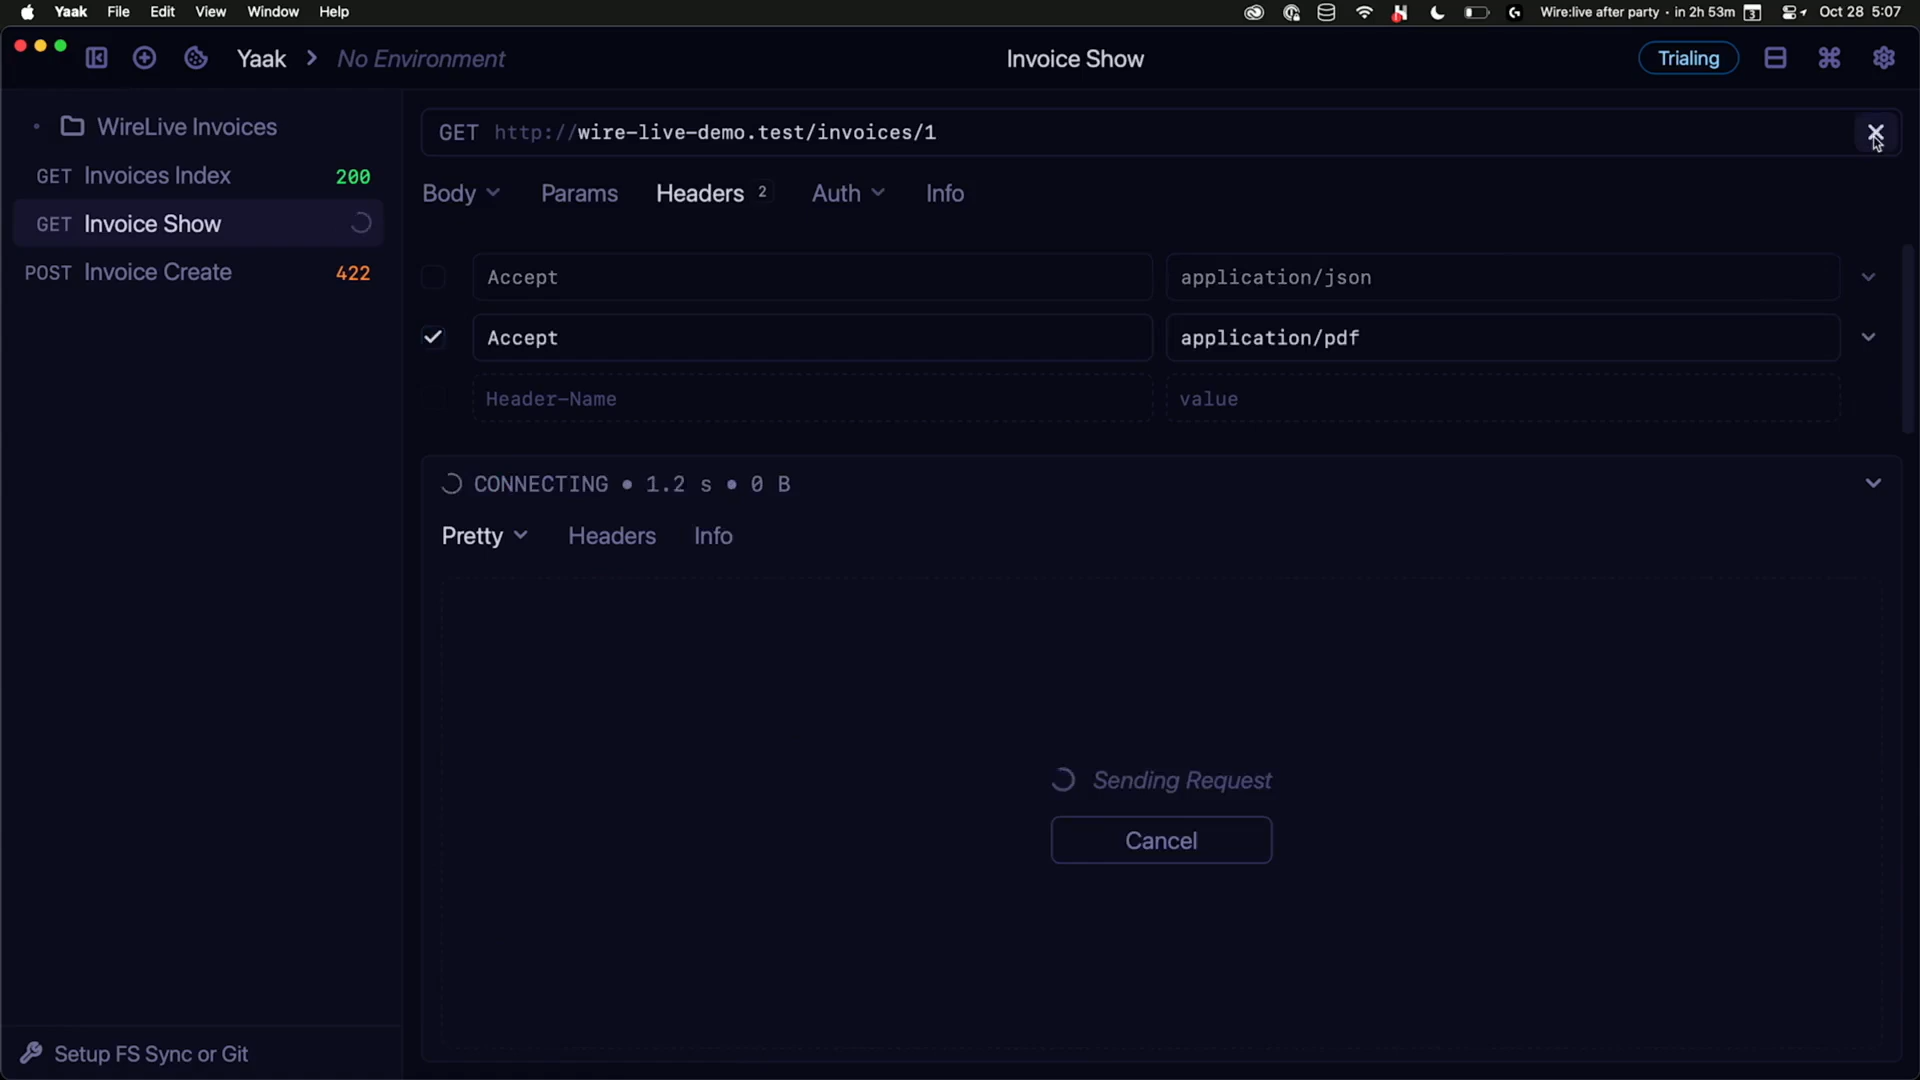 Yaak File Edit View Window Help
Wire:live after party · in 2h 53m 3 Oct 28 5:07
Yaak > No Environment
Invoice Show
Trialing
WireLive Invoices
GET Invoices Index 200
GET Invoice Show
POST Invoice Create 422
Setup FS Sync or Git
GET http://wire-live-demo.test/invoices/1
Body Params Headers 2 Auth Info
Accept application/json
Accept application/pdf
Header-Name value
CONNECTING • 1.2 s • 0 B
Pretty Headers Info
Sending Request
Cancel